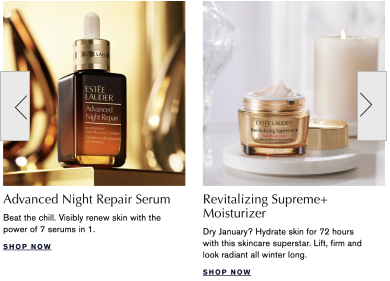 ESTĒE
LAUDER
Advanced
Night Repair
ESTĒE LAUDER
Revitalizing Supreme+
Advanced Night Repair Serum
Beat the chill. Visibly renew skin with the
power of 7 serums in 1.
SHOP NOW
Revitalizing Supreme+
Moisturizer
Dry January? Hydrate skin for 72 hours
with this skincare superstar. Lift, firm and
look radiant all winter long.
SHOP NOW